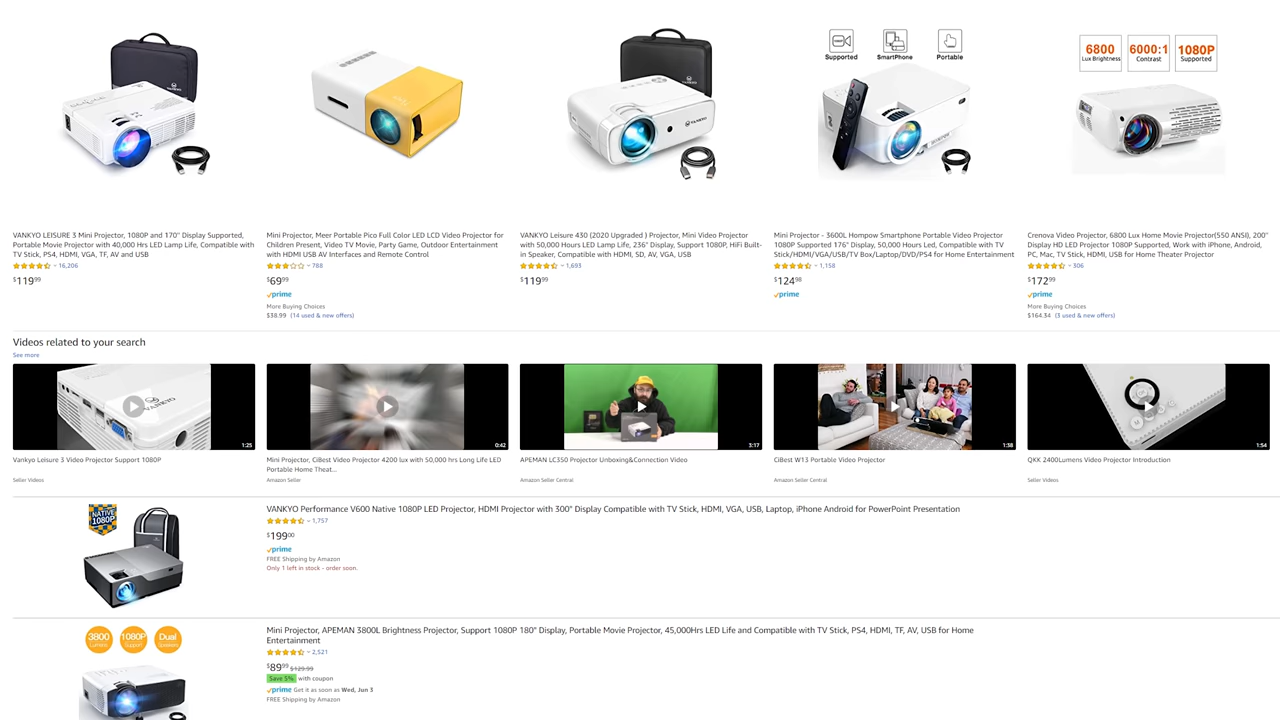 Supported
SmartPhone
Portable
6800
Lux Brightness
6000:1
Contrast
1080P
Supported
VANKYO
VANKYO
VANKYO LEISURE 3 Mini Projector, 1080P and 170" Display Supported,
Portable Movie Projector with 40,000 Hrs LED Lamp Life, Compatible with
TV Stick, PS4, HDMI, VGA, TF, AV and USB
~ 16,206
$119.99
Mini Projector, Meer Portable Pico Full Color LED LCD Video Projector for
Children Present, Video TV Movie, Party Game, Outdoor Entertainment
with HDMI USB AV Interfaces and Remote Control
~ 788
$69.99
prime
More Buying Choices
$38.99 (14 used & new offers)
VANKYO Leisure 430 (2020 Upgraded ) Projector, Mini Video Projector
with 50,000 Hours LED Lamp Life, 236" Display, Support 1080P, HiFi Built-
in Speaker, Compatible with HDMI, SD, AV, VGA, USB
~ 1,693
$119.99
Mini Projector - 3600L Hompow Smartphone Portable Video Projector
1080P Supported 176" Display, 50,000 Hours Led, Compatible with TV
Stick/HDMI/VGA/USB/TV Box/Laptop/DVD/PS4 for Home Entertainment
~ 1,158
$124.98
prime
Crenova Video Projector, 6800 Lux Home Movie Projector(550 ANSI), 200"
Display HD LED Projector 1080P Supported, Work with iPhone, Android,
PC, Mac, TV Stick, HDMI, USB for Home Theater Projector
~ 306
$172.99
prime
More Buying Choices
$164.34 (3 used & new offers)
Videos related to your search
See more
VANKYO
1:25
0:42
3:17
1:38
1:54
Vankyo Leisure 3 Video Projector Support 1080P
Seller Videos
Mini Projector, CiBest Video Projector 4200 lux with 50,000 hrs Long Life LED
Portable Home Theat...
Amazon Seller
APEMAN LC350 Projector Unboxing&Connection Video
Amazon Seller Central
CiBest W13 Portable Video Projector
Amazon Seller Central
QKK 2400Lumens Video Projector Introduction
Seller Videos
NATIVE
1080P
VANKYO Performance V600 Native 1080P LED Projector, HDMI Projector with 300" Display Compatible with TV Stick, HDMI, VGA, USB, Laptop, iPhone Android for PowerPoint Presentation
~ 1,757
$199.00
prime
FREE Shipping by Amazon
Only 1 left in stock - order soon.
3800
Lumens
1080P
Support
Dual
Speakers
Mini Projector, APEMAN 3800L Brightness Projector, Support 1080P 180" Display, Portable Movie Projector, 45,000Hrs LED Life and Compatible with TV Stick, PS4, HDMI, TF, AV, USB for Home
Entertainment
~ 2,521
$89.99 $129.99
Save 5% with coupon
prime Get it as soon as Wed, Jun 3
FREE Shipping by Amazon